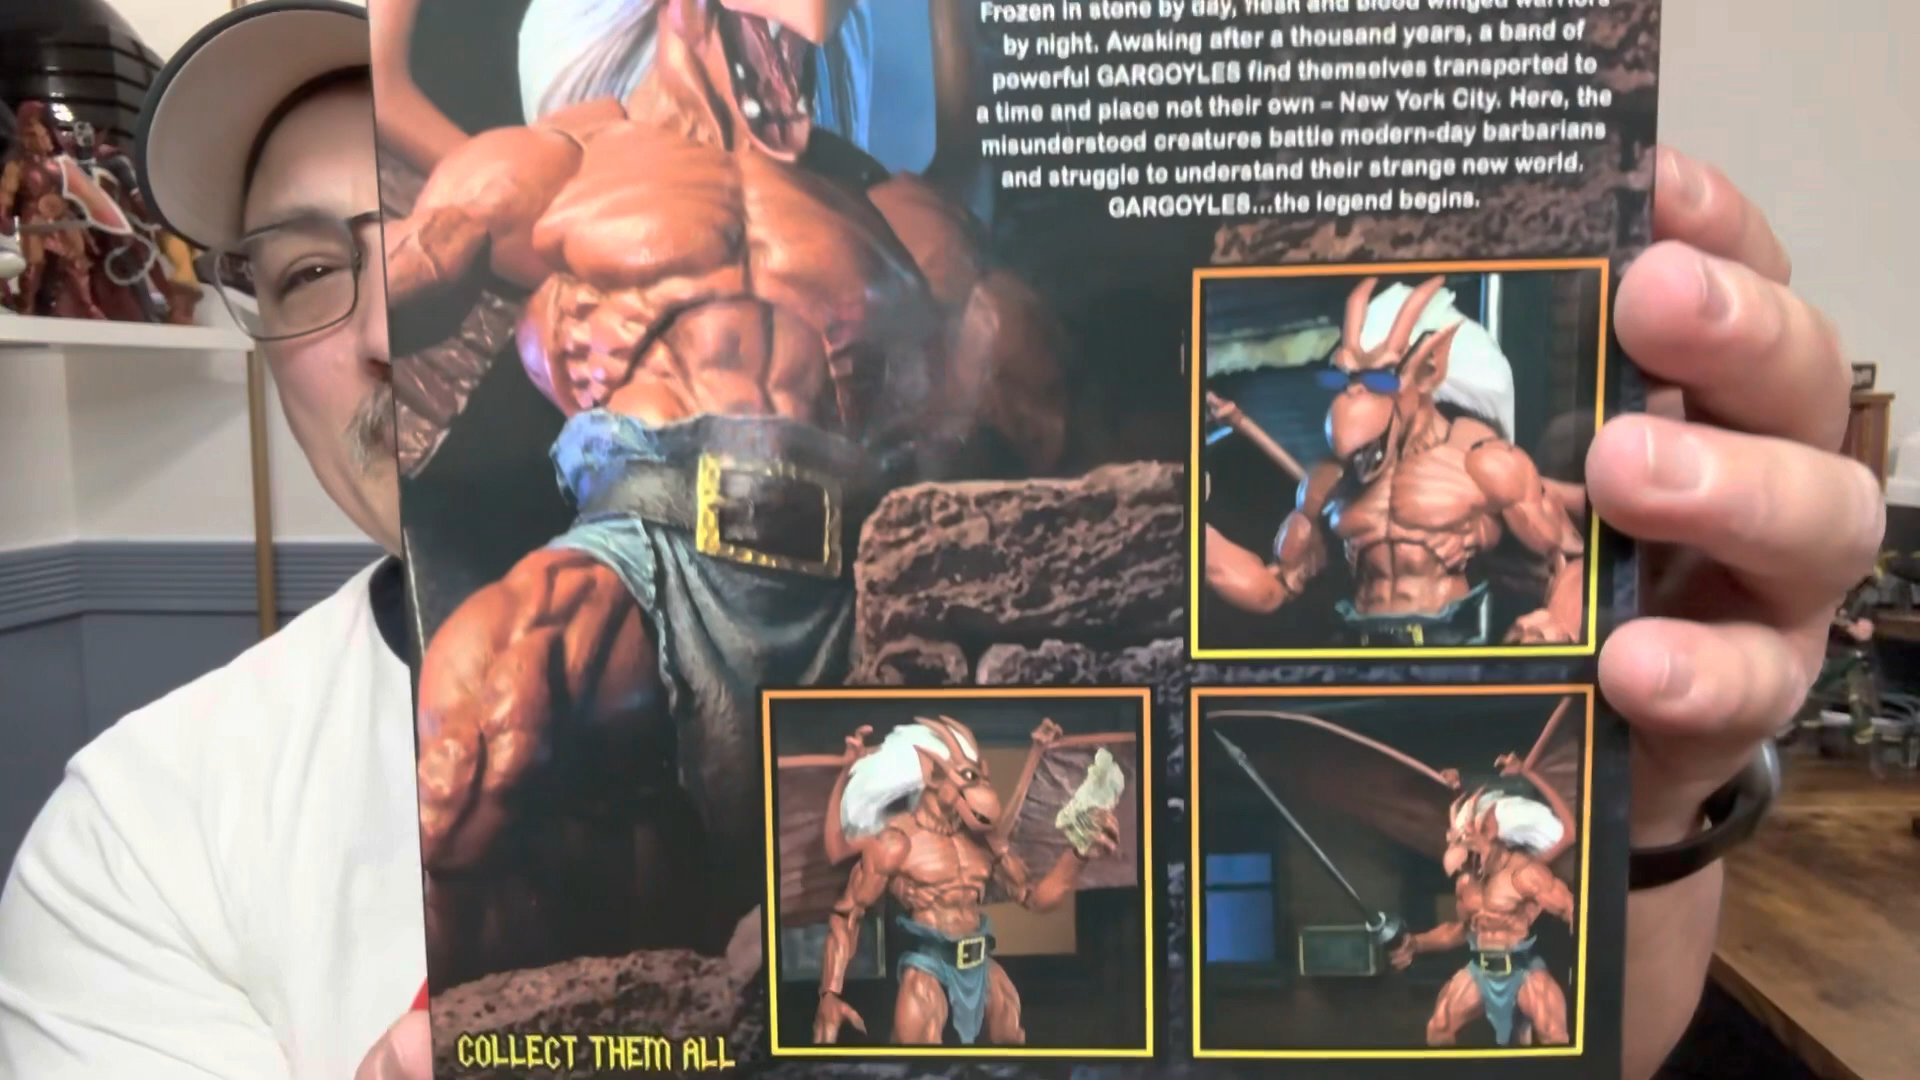 Frozen in stone by day, flesh and blood winged warriors
by night. Awaking after a thousand years, a band of
powerful GARGOYLES find themselves transported to
a time and place not their own – New York City. Here, the
misunderstood creatures battle modern-day barbarians
and struggle to understand their strange new world.
GARGOYLES...the legend begins.
COLLECT THEM ALL